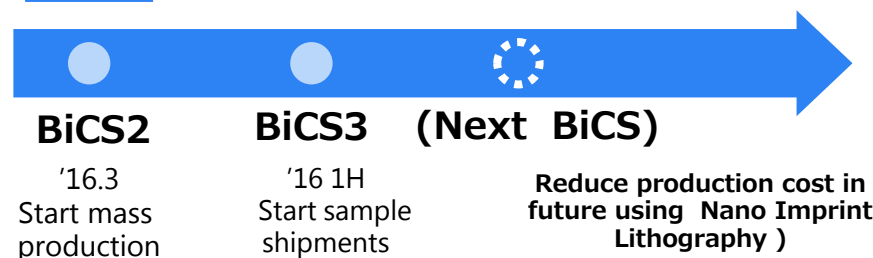 BiCS2
'16.3
Start mass
production
BiCS3
'16 1H
Start sample
shipments
(Next BiCS)
Reduce production cost in
future using Nano Imprint
Lithography )